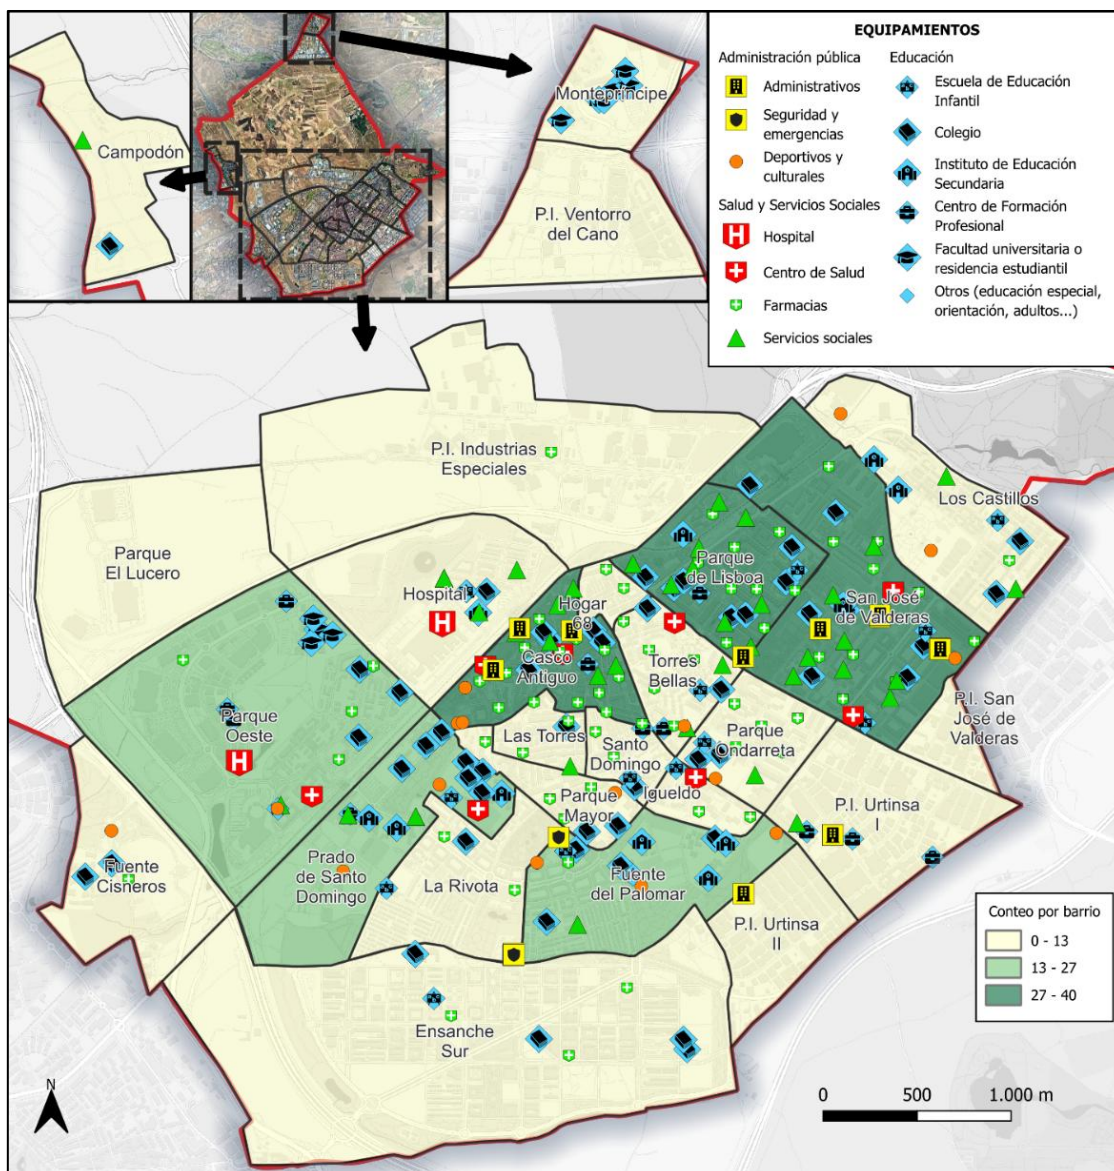 Campodón
Montepríncipe
P.I. Ventorro
del Cano
EQUIPAMIENTOS
Administración pública
Administrativos
Seguridad y
emergencias
Deportivos y
culturales
Salud y Servicios Sociales
Hospital
Centro de Salud
Farmacias
Servicios sociales
Educación
Escuela de Educación
Infantil
Colegio
Instituto de Educación
Secundaria
Centro de Formación
Profesional
Facultad universitaria o
residencia estudiantil
Otros (educación especial,
orientación, adultos...)
P.I. Industrias
Especiales
Los Castillos
Parque
El Lucero
Parque
de Lisboa
Hospital
Hogar
68
San José
de Valderas
Casco
Antiguo
Torres
Bellas
P.I. San
José de
Valderas
Parque
Oeste
Las Torres
Santo
Domingo
Parque
Ondarreta
Igueldo
Parque
Mayor
P.I. Urtinsa
I
Fuente
Cisneros
Prado
de Santo
Domingo
La Rivota
Fuente
del Palomar
P.I. Urtinsa
II
Conteo por barrio
0 - 13
13 - 27
27 - 40
Ensanche
Sur
N
0 500 1.000 m